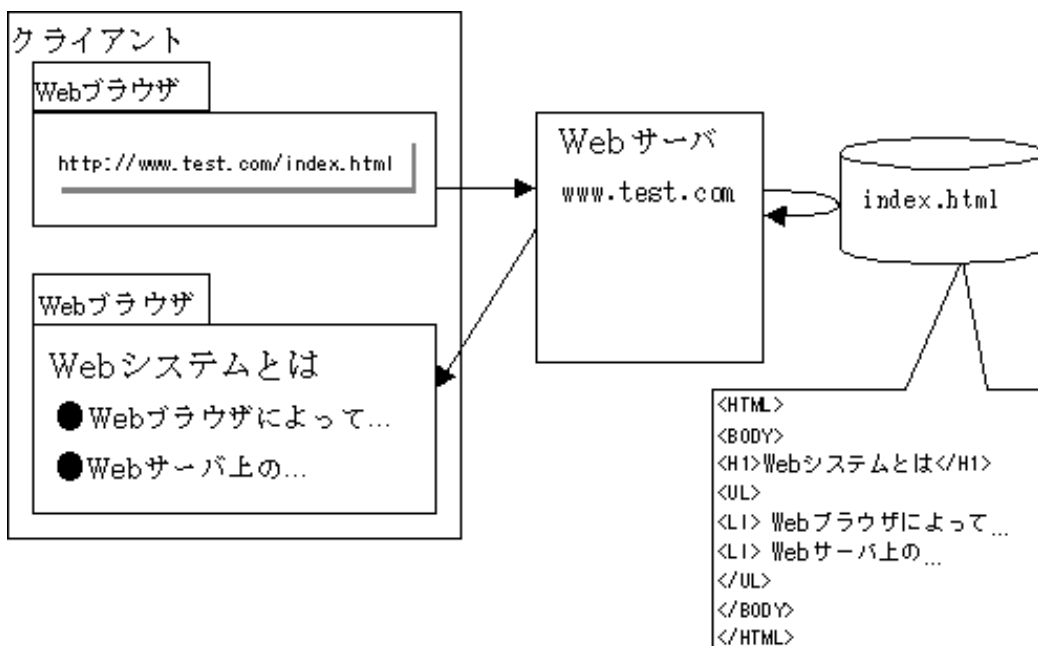 クライアント
Webブラウザ
http://www.test.com/index.html
Webサーバ
www.test.com
index.html
Webブラウザ
Webシステムとは
●Webブラウザによって...
●Webサーバ上の...
<HTML>
<BODY>
<H1>Webシステムとは</H1>
<UL>
<LI> Webブラウザによって...
<LI> Webサーバ上の...
</UL>
</BODY>
</HTML>